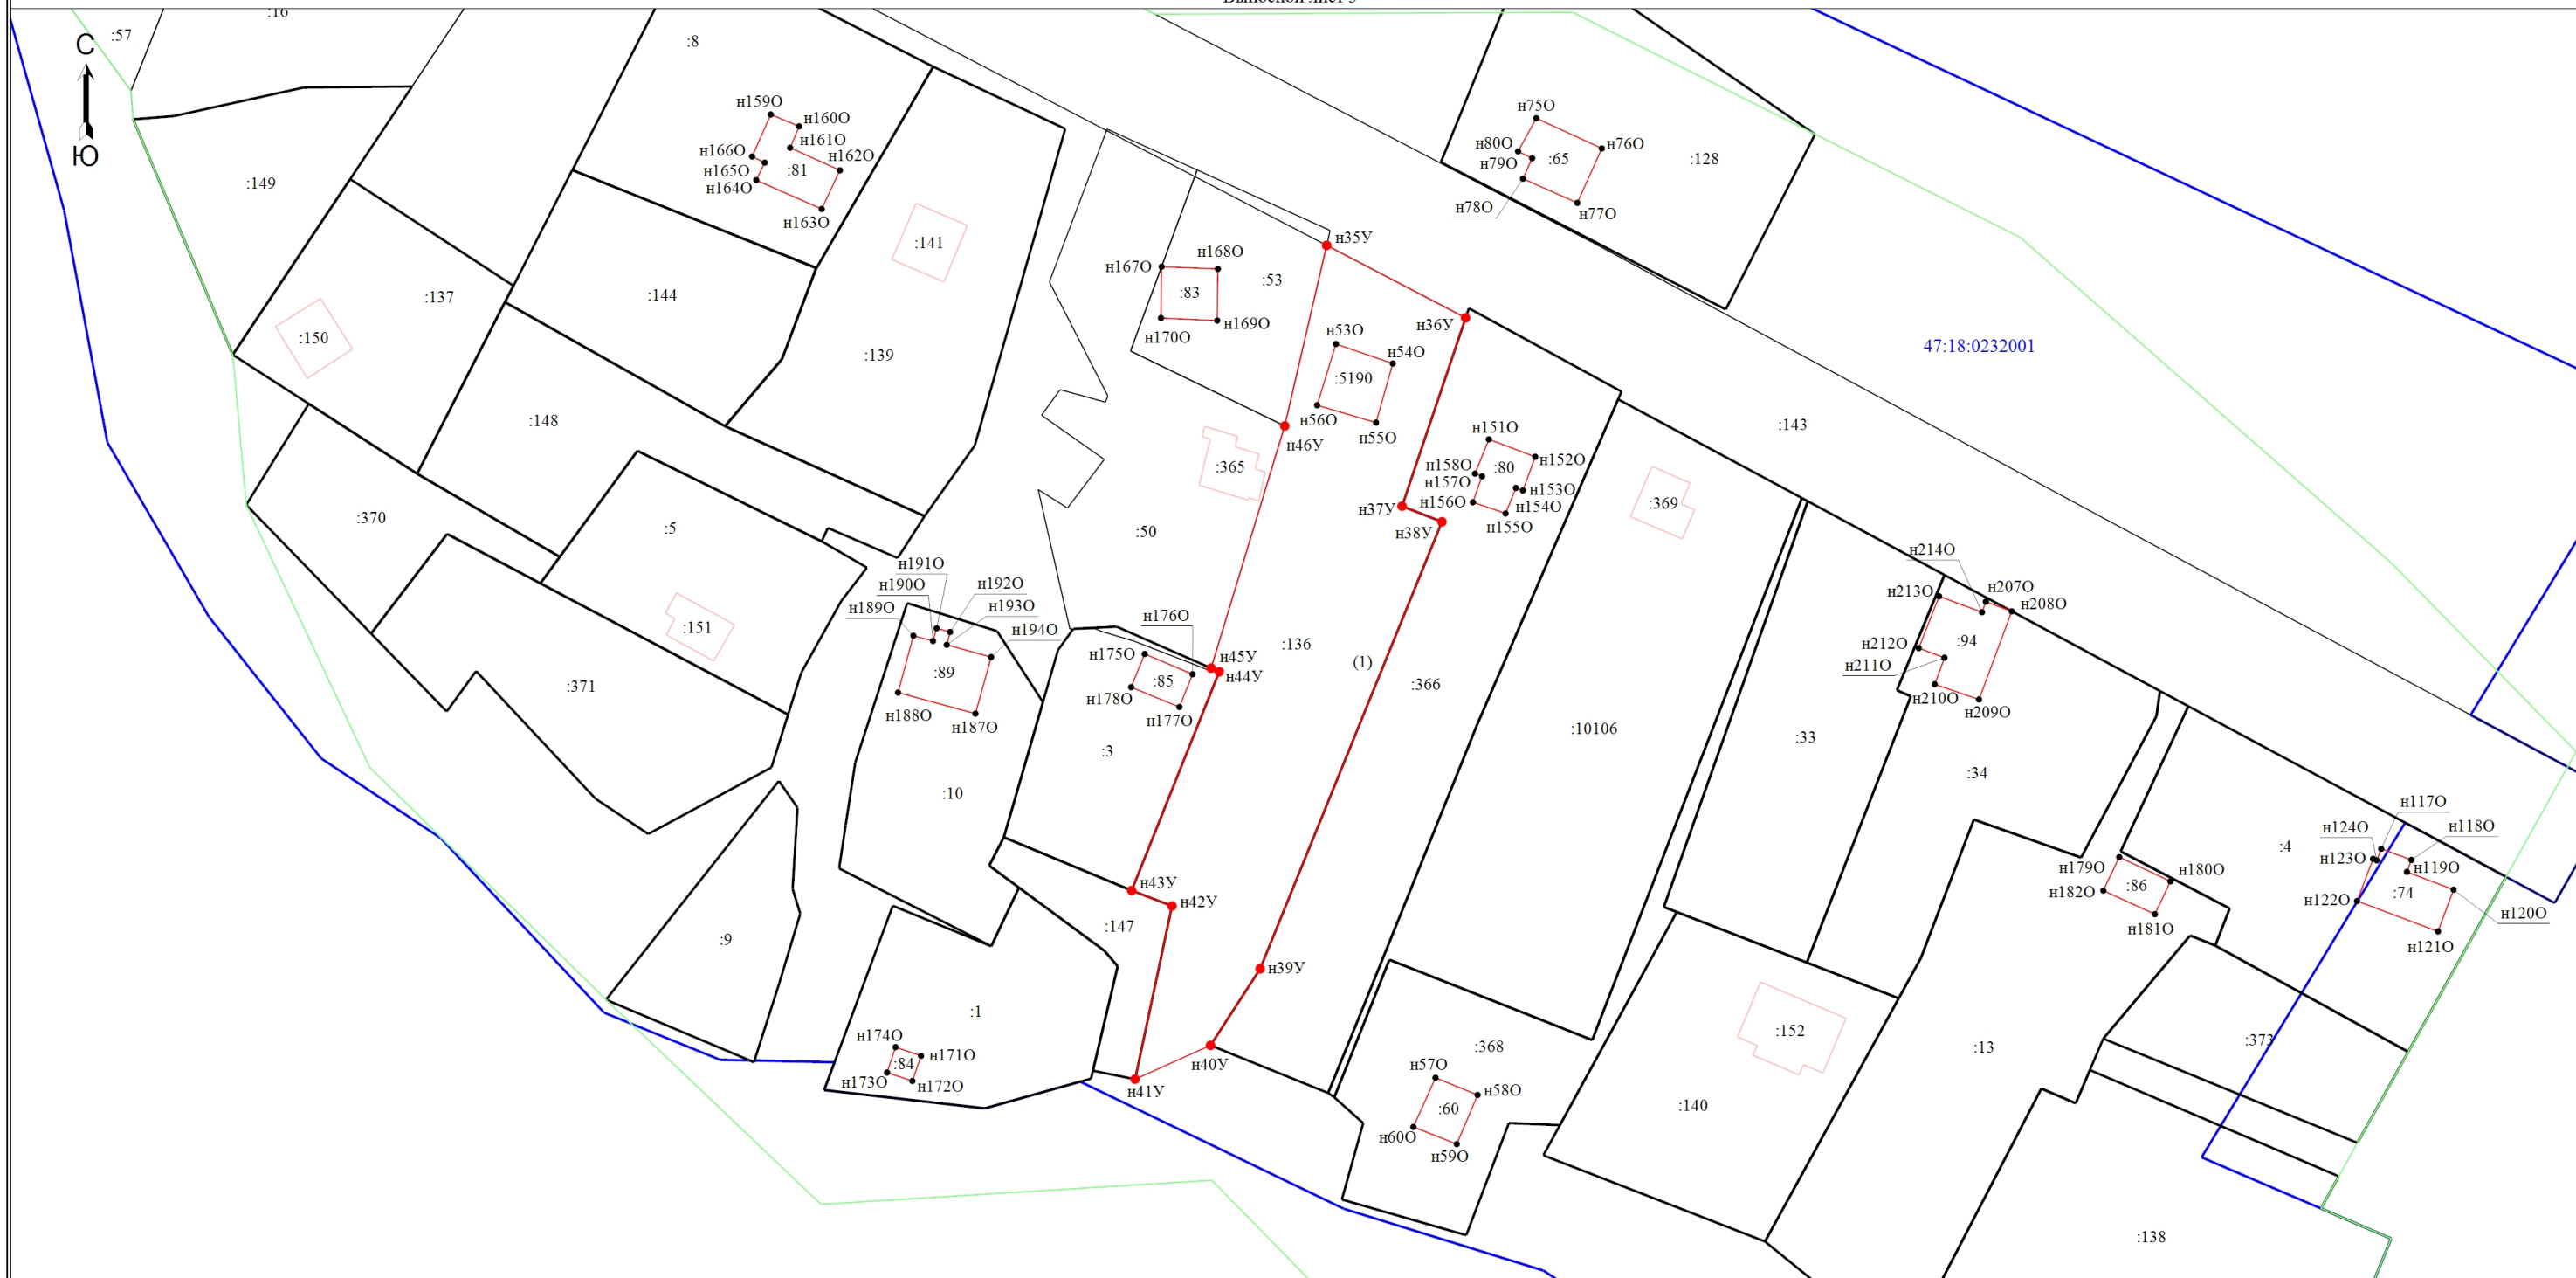 :16
:57
С
Ю
:8
:149
н159О
н160О
н161О
н162О
н166О
н165О
н164О
:81
н163О
:141
:137
:150
:144
:139
:148
:370
:5
:151
:371
н75О
н76О
н80О
н79О
:65
:128
н78О
н77О
н35У
н167О
н168О
:53
:83
н170О
н169О
н36У
н53О
н54О
:5190
н56О
н55О
н46У
:365
:50
47:18:0232001
:143
н151О
н152О
н158О
:80
н157О
н153О
н156О
н154О
н155О
н37У
н38У
:369
н191О
н190О
н192О
н189О
н193О
н194О
:89
н188О
н187О
:10
н176О
н175О
н45У
н44У
:85
н178О
н177О
:3
:136
(1)
:366
:10106
:33
н214О
н207О
н213О
н208О
н212О
:94
н211О
н210О
н209О
:34
н43У
н42У
:147
:9
:1
н39У
н174О
н171О
:84
н173О
н172О
н41У
н40У
:368
н57О
н58О
:60
н60О
н59О
:152
:140
:13
н179О
н180О
н182О
:86
н181О
:4
н117О
н124О
н118О
н123О
н119О
н122О
:74
н120О
н121О
:373
:138